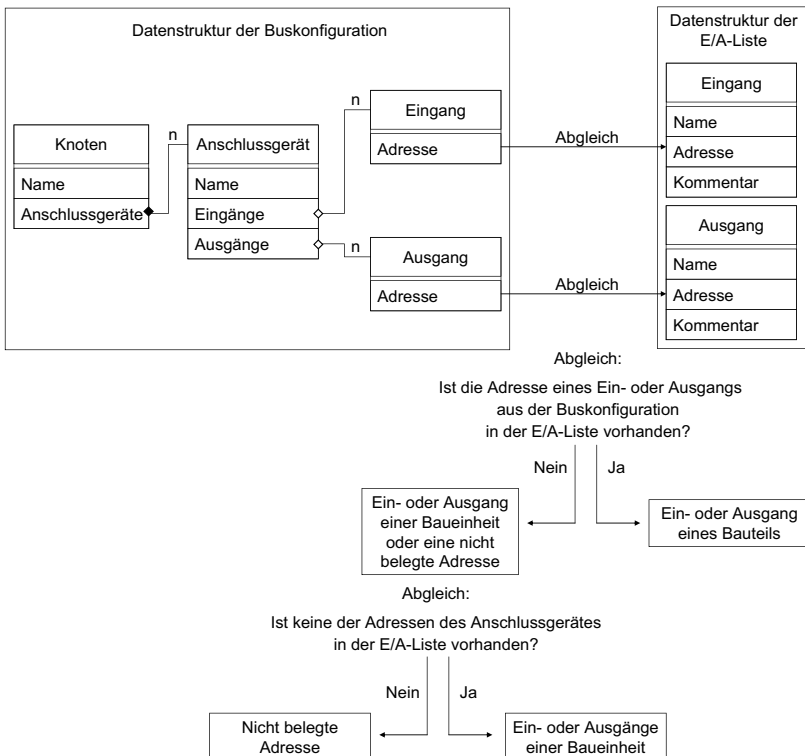 Datenstruktur der Buskonfiguration
Knoten
Name
Anschlussgeräte
n
Anschlussgerät
Name
Eingänge
Ausgänge
n
Eingang
Adresse
n
Ausgang
Adresse
Abgleich
Abgleich
Datenstruktur der
E/A-Liste
Eingang
Name
Adresse
Kommentar
Ausgang
Name
Adresse
Kommentar
Abgleich:
Ist die Adresse eines Ein- oder Ausgangs
aus der Buskonfiguration
in der E/A-Liste vorhanden?
Nein
Ja
Ein- oder Ausgang
einer Baueinheit
oder eine nicht
belegte Adresse
Ein- oder Ausgang
eines Bauteils
Abgleich:
Ist keine der Adressen des Anschlussgerätes
in der E/A-Liste vorhanden?
Nein
Ja
Nicht belegte
Adresse
Ein- oder Ausgänge
einer Baueinheit